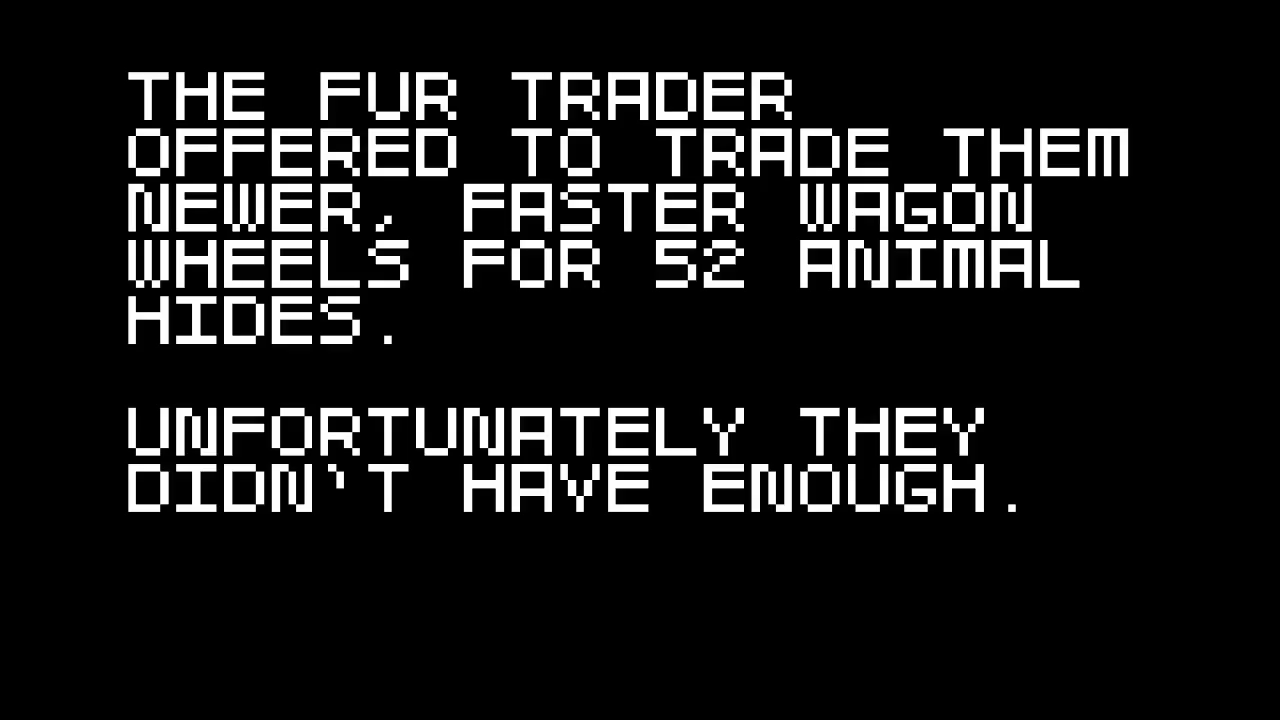 THE FUR TRADER
OFFERED TO TRADE THEM
NEWER, FASTER WAGON
WHEELS FOR 52 ANIMAL
HIDES.
UNFORTUNATELY THEY
DIDN'T HAVE ENOUGH.